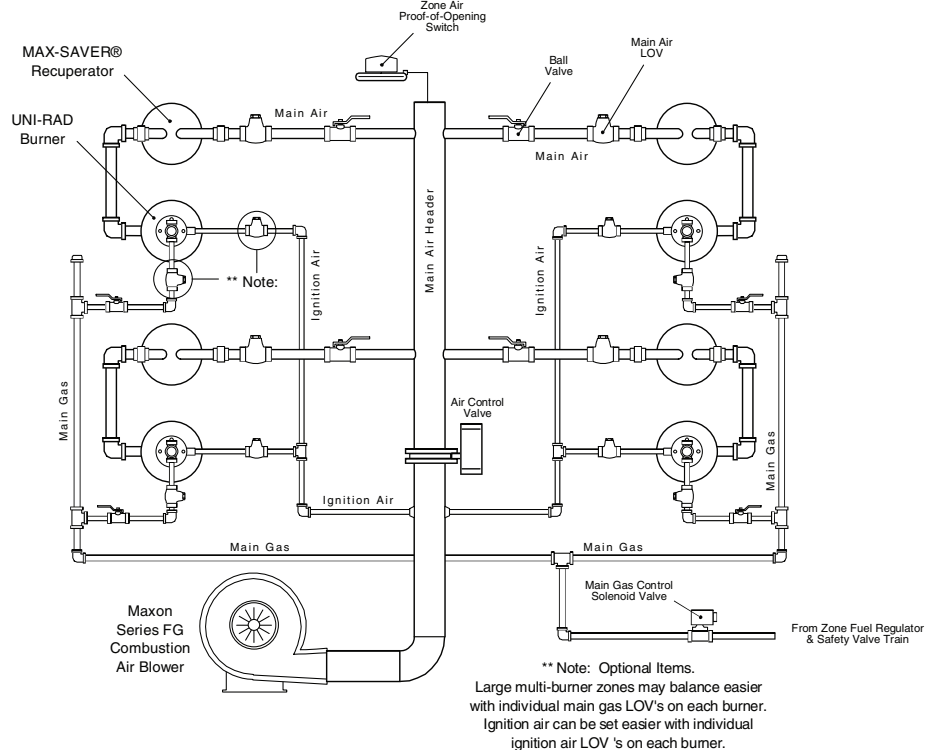 Zone Air
Proof-of-Opening
Switch
MAX-SAVER®
Recuperator
Ball
Valve
Main Air
LOV
UNI-RAD
Burner
Main Air
Main Air
Main Air Header
Ignition Air
Ignition Air
** Note:
Air Control
Valve
Main Gas
Main Gas
Ignition Air
Main Gas
Main Gas
Main Gas Control
Solenoid Valve
Maxon
Series FG
Combustion
Air Blower
From Zone Fuel Regulator
& Safety Valve Train
** Note: Optional Items.
Large multi-burner zones may balance easier
with individual main gas LOV's on each burner.
Ignition air can be set easier with individual
ignition air LOV 's on each burner.